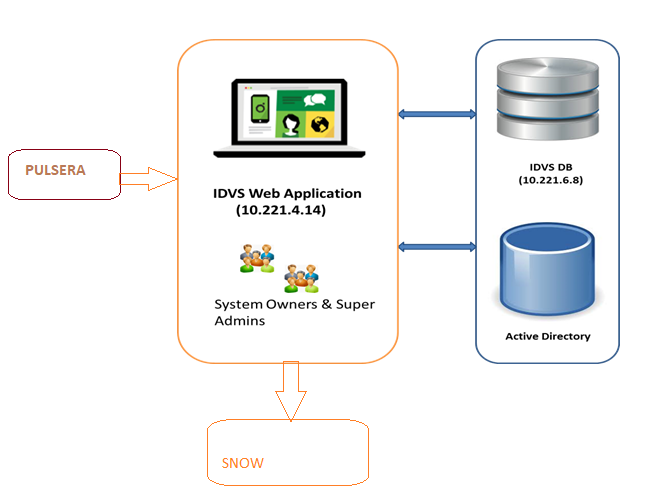 PULSERA
IDVS Web Application
(10.221.4.14)
System Owners & Super
Admins
IDVS DB
(10.221.6.8)
Active Directory
SNOW